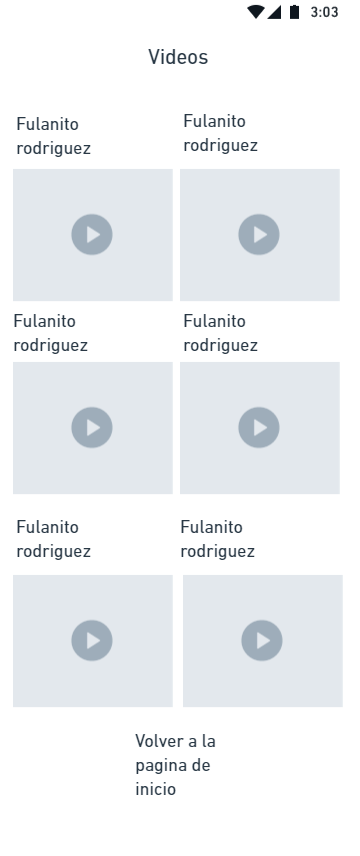 3:03
Videos
Fulanito
rodriguez
Fulanito
rodriguez
Fulanito
rodriguez
Fulanito
rodriguez
Fulanito
rodriguez
Fulanito
rodriguez
Volver a la
pagina de
inicio